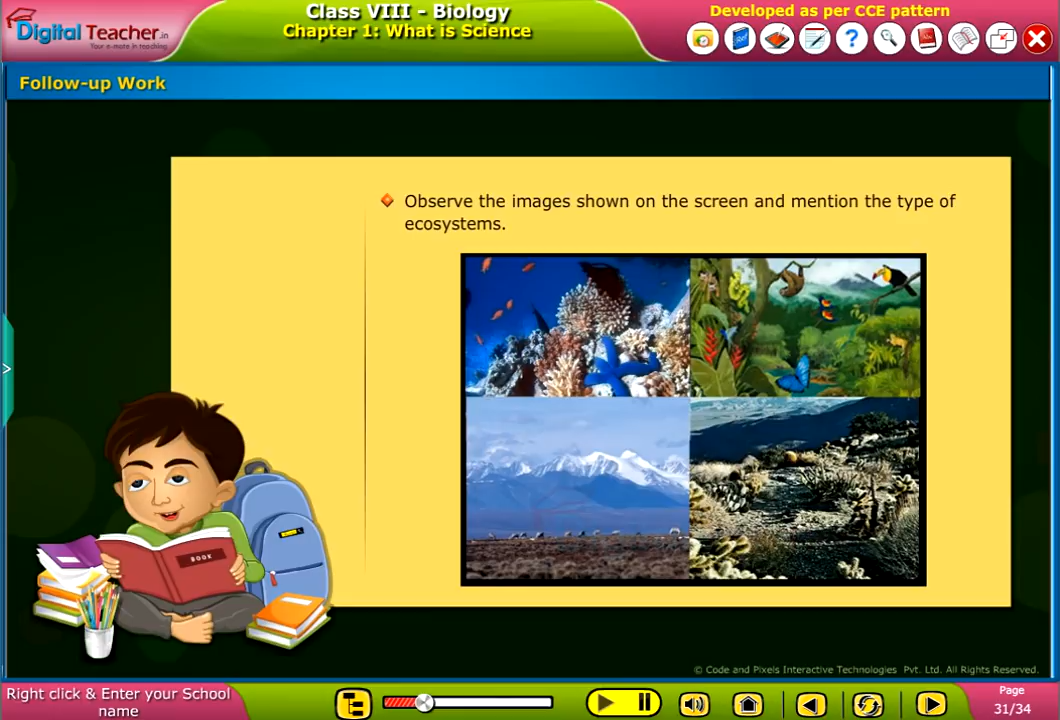 Digital Teacher.in
Your e-mate in teaching
Class VIII - Biology
Chapter 1: What is Science
Developed as per CCE pattern
Follow-up Work
Observe the images shown on the screen and mention the type of
ecosystems.
BOOK
© Code and Pixels Interactive Technologies Pvt. Ltd. All Rights Reserved.
Right click & Enter your School
name
Page
31/34